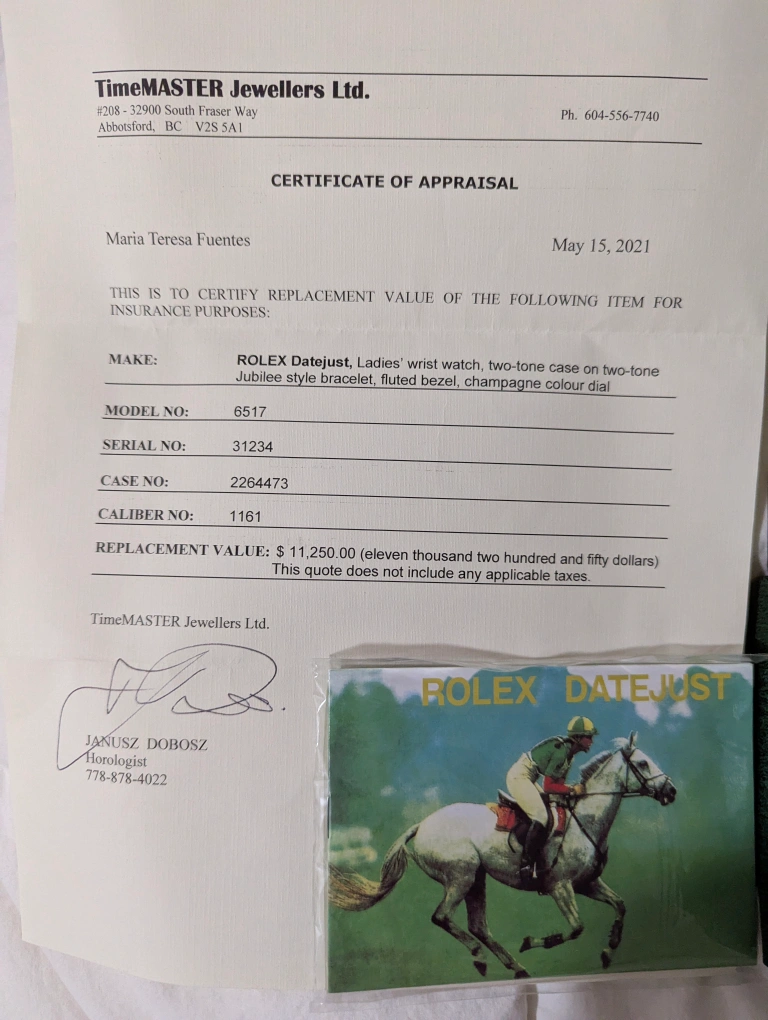 TimeMASTER Jewellers Ltd.
#208 - 32900 South Fraser Way
Abbotsford, BC V2S 5A1
Ph. 604-556-7740
CERTIFICATE OF APPRAISAL
Maria Teresa Fuentes
May 15, 2021
THIS IS TO CERTIFY REPLACEMENT VALUE OF THE FOLLOWING ITEM FOR
INSURANCE PURPOSES:
MAKE: ROLEX Datejust, Ladies' wrist watch, two-tone case on two-tone
Jubilee style bracelet, fluted bezel, champagne colour dial
MODEL NO: 6517
SERIAL NO: 31234
CASE NO: 2264473
CALIBER NO: 1161
REPLACEMENT VALUE: $ 11,250.00 (eleven thousand two hundred and fifty dollars)
This quote does not include any applicable taxes.
TimeMASTER Jewellers Ltd.
JANUSZ DOBOSZ
Horologist
778-878-4022
ROLEX DATEJUST